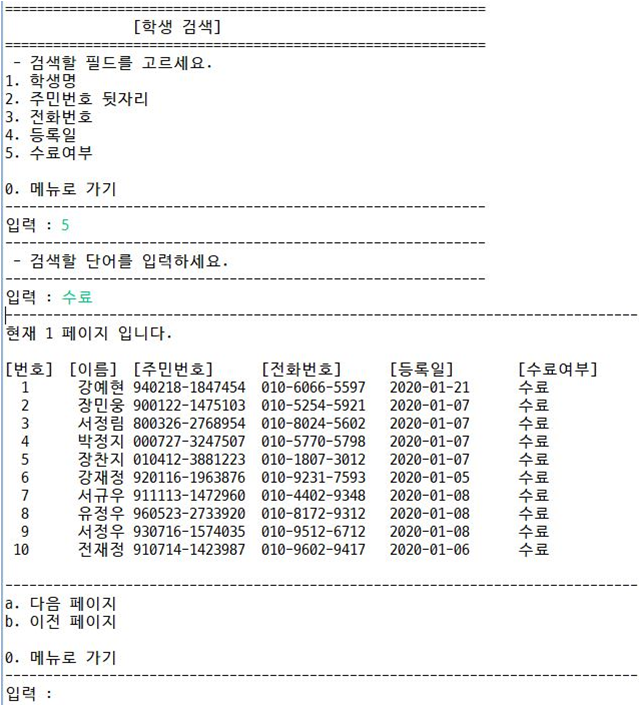 ============================================================
[학생 검색]
============================================================
- 검색할 필드를 고르세요.
1. 학생명
2. 주민번호 뒷자리
3. 전화번호
4. 등록일
5. 수료여부
0. 메뉴로 가기
------------------------------------------------------------
입력 : 5
------------------------------------------------------------
- 검색할 단어를 입력하세요.
------------------------------------------------------------
입력 : 수료
-------------------------------------------------------------------------------
현재 1 페이지 입니다.
[번호] [이름] [주민번호] [전화번호] [등록일] [수료여부]
1 강예현 940218-1847454 010-6066-5597 2020-01-21 수료
2 장민웅 900122-1475103 010-5254-5921 2020-01-07 수료
3 서정림 800326-2768954 010-8024-5602 2020-01-07 수료
4 박정지 000727-3247507 010-5770-5798 2020-01-07 수료
5 장찬지 010412-3881223 010-1807-3012 2020-01-07 수료
6 강재정 920116-1963876 010-9231-7593 2020-01-05 수료
7 서규우 911113-1472960 010-4402-9348 2020-01-08 수료
8 유정우 960523-2733920 010-8172-9312 2020-01-08 수료
9 서정우 930716-1574035 010-9512-6712 2020-01-08 수료
10 전재정 910714-1423987 010-9602-9417 2020-01-06 수료
-------------------------------------------------------------------------------
a. 다음 페이지
b. 이전 페이지
0. 메뉴로 가기
-------------------------------------------------------------------------------
입력 :